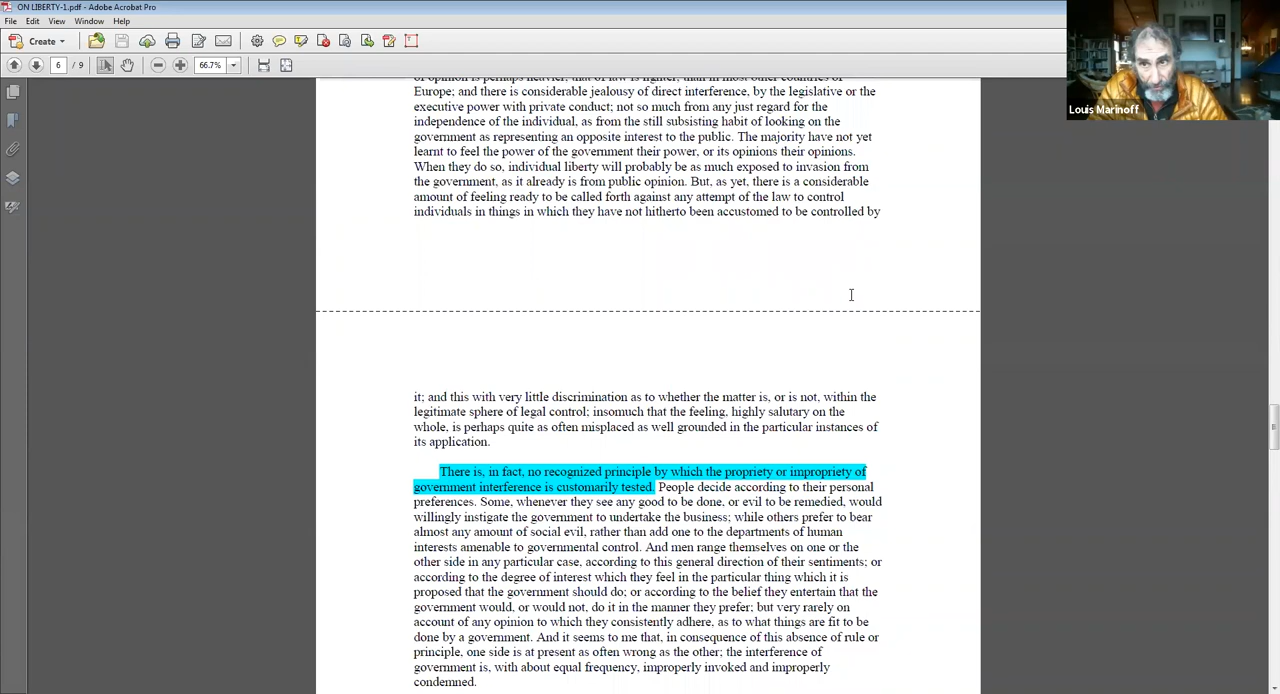 ON LIBERTY-1.pdf - Adobe Acrobat Pro
File Edit View Window Help
Create
6 / 9
66.7%
Louis Marinoff
of opinion is perhaps heavier, that of law is lighter, than in most other countries of
Europe; and there is considerable jealousy of direct interference, by the legislative or the
executive power with private conduct; not so much from any just regard for the
independence of the individual, as from the still subsisting habit of looking on the
government as representing an opposite interest to the public. The majority have not yet
learnt to feel the power of the government their power, or its opinions their opinions.
When they do so, individual liberty will probably be as much exposed to invasion from
the government, as it already is from public opinion. But, as yet, there is a considerable
amount of feeling ready to be called forth against any attempt of the law to control
individuals in things in which they have not hitherto been accustomed to be controlled by
it; and this with very little discrimination as to whether the matter is, or is not, within the
legitimate sphere of legal control; insomuch that the feeling, highly salutary on the
whole, is perhaps quite as often misplaced as well grounded in the particular instances of
its application.
There is, in fact, no recognized principle by which the propriety or impropriety of
government interference is customarily tested. People decide according to their personal
preferences. Some, whenever they see any good to be done, or evil to be remedied, would
willingly instigate the government to undertake the business; while others prefer to bear
almost any amount of social evil, rather than add one to the departments of human
interests amenable to governmental control. And men range themselves on one or the
other side in any particular case, according to this general direction of their sentiments; or
according to the degree of interest which they feel in the particular thing which it is
proposed that the government should do; or according to the belief they entertain that the
government would, or would not, do it in the manner they prefer; but very rarely on
account of any opinion to which they consistently adhere, as to what things are fit to be
done by a government. And it seems to me that, in consequence of this absence of rule or
principle, one side is at present as often wrong as the other; the interference of
government is, with about equal frequency, improperly invoked and improperly
condemned.